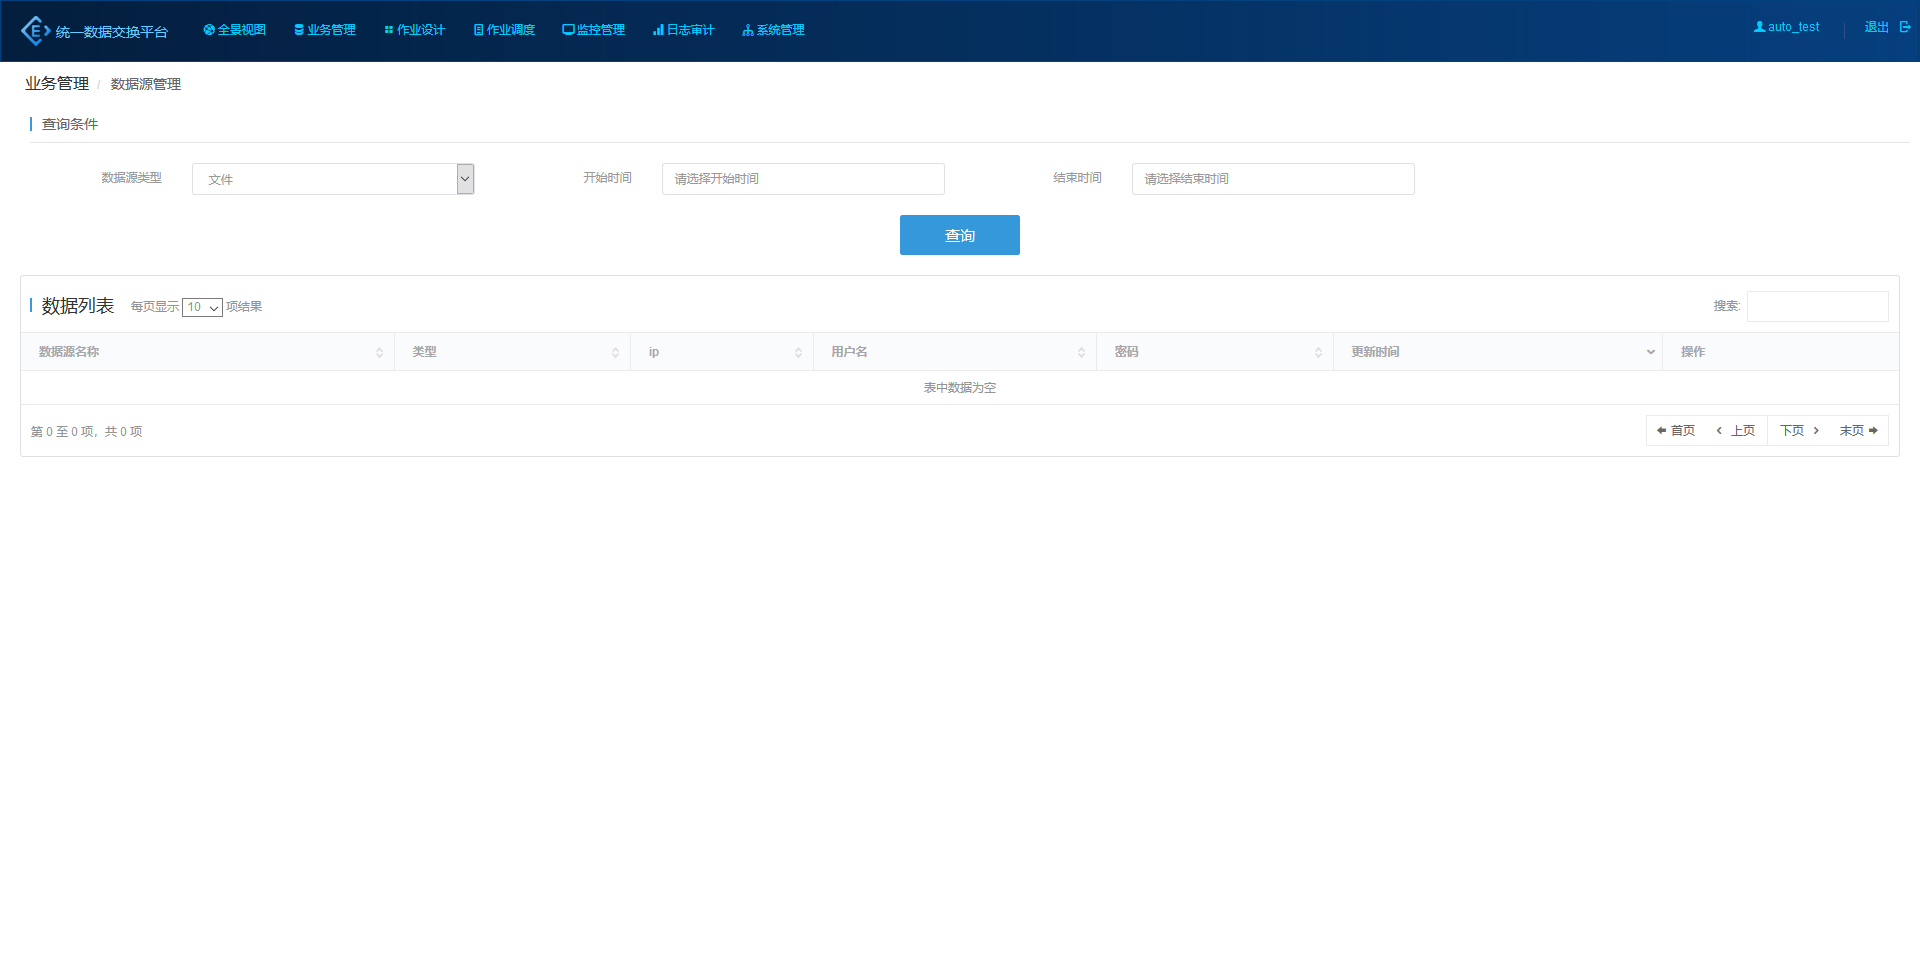 统一数据交换平台 全景视图 业务管理 作业设计 作业调度 监控管理 日志审计 系统管理 auto_test 退出
业务管理 / 数据源管理
查询条件
数据源类型 文件 开始时间 请选择开始时间 结束时间 请选择结束时间
查询
数据列表 每页显示 10 项结果 搜索:
数据源名称 类型 ip 用户名 密码 更新时间 操作
表中数据为空
第 0 至 0 项，共 0 项 首页 上页 下页 末页